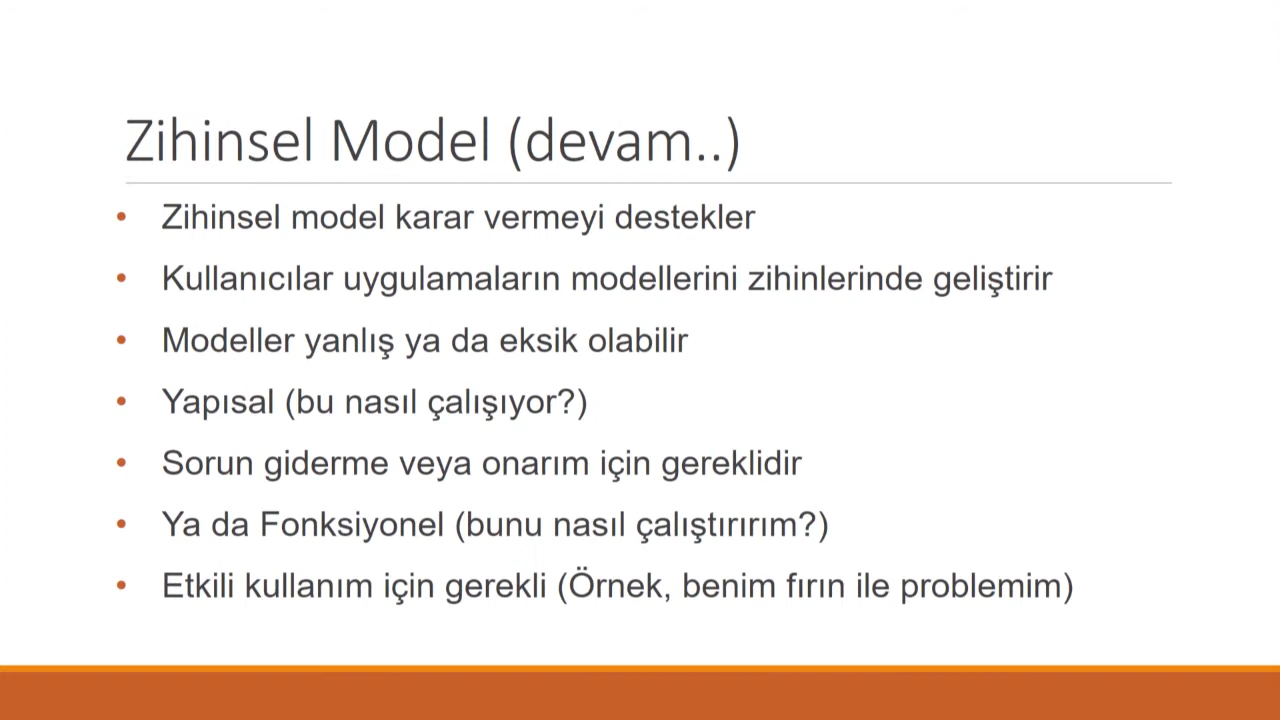 Zihinsel Model (devam..)
• Zihinsel model karar vermeyi destekler
• Kullanıcılar uygulamaların modellerini zihinlerinde geliştirir
• Modeller yanlış ya da eksik olabilir
• Yapısal (bu nasıl çalışıyor?)
• Sorun giderme veya onarım için gereklidir
• Ya da Fonksiyonel (bunu nasıl çalıştırırım?)
• Etkili kullanım için gerekli (Örnek, benim fırın ile problemim)